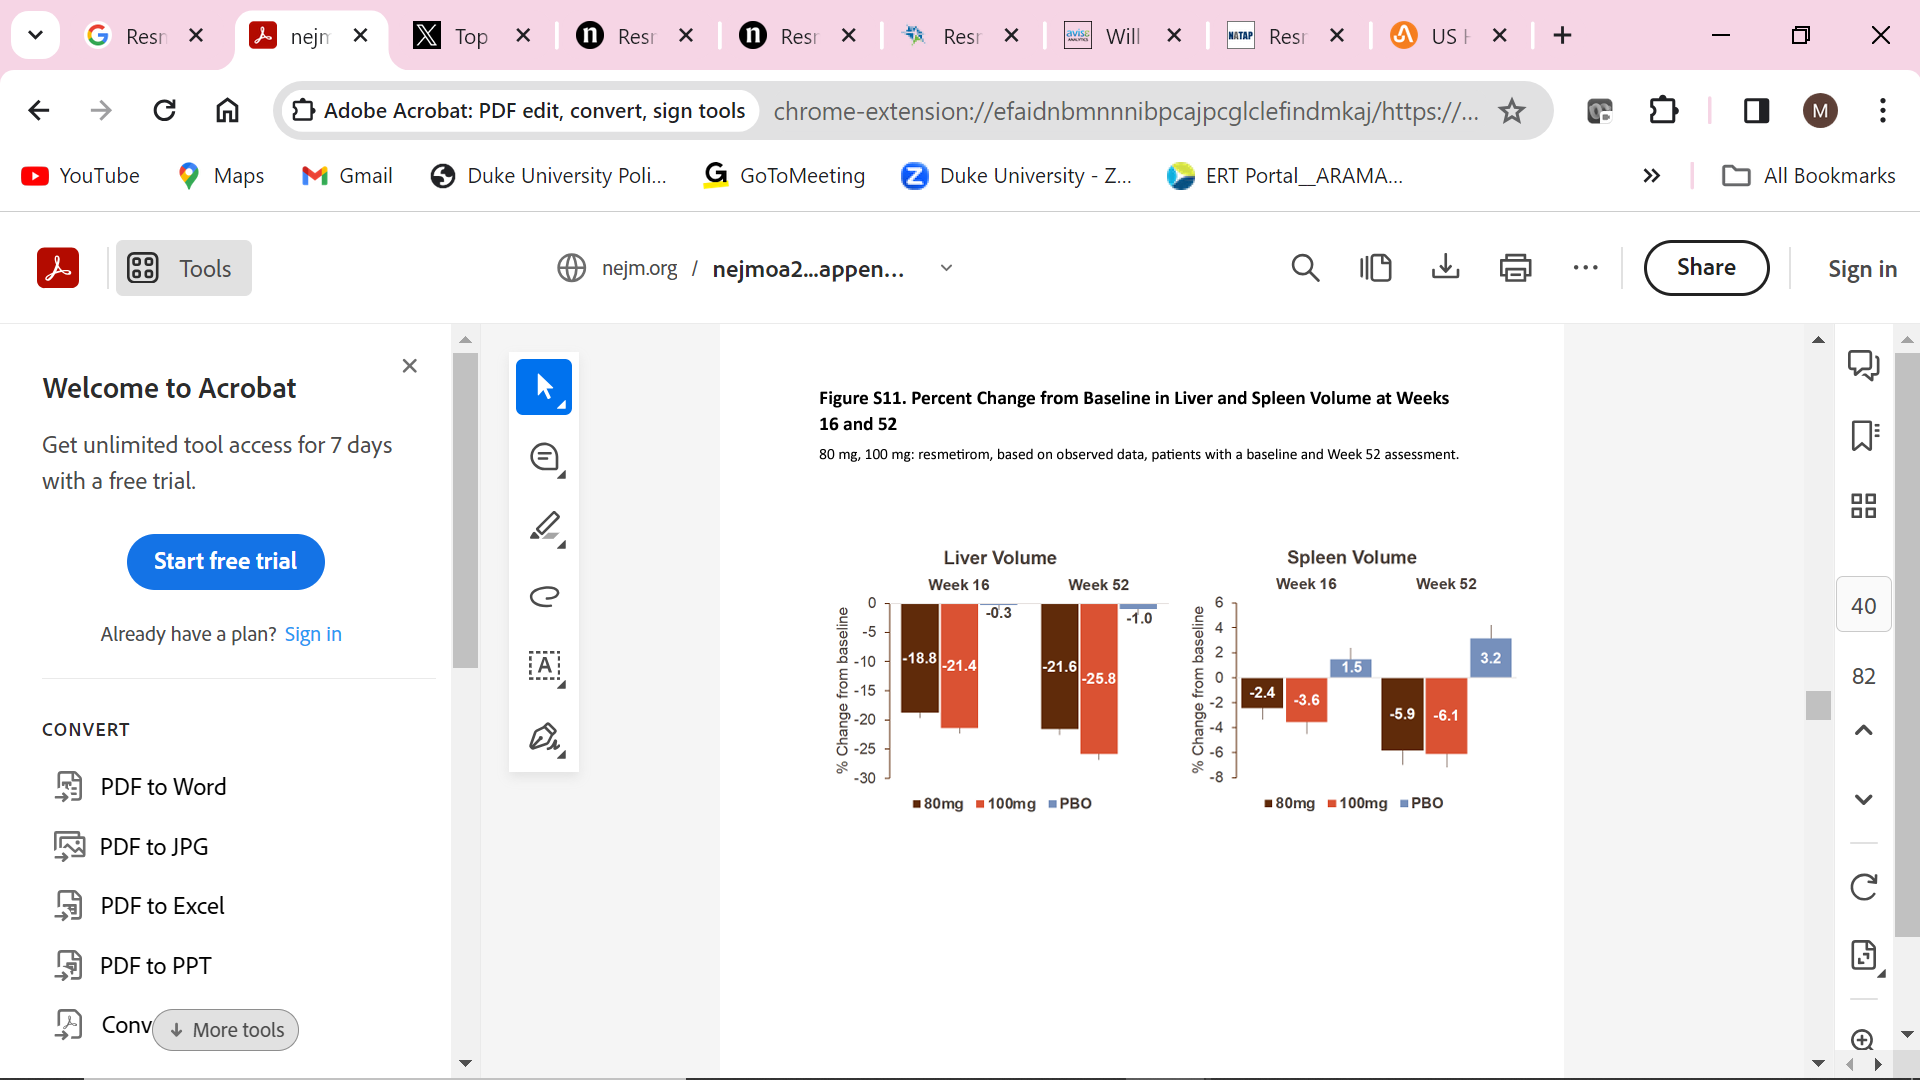 Resn
nejm
Top
Resr
Resr
Resr
avise
ANALYTICS
Will
NATAP
Resr
US H
Adobe Acrobat: PDF edit, convert, sign tools
chrome-extension://efaidnbmnnnibpcajpcglclefindmkaj/https://...
M
YouTube
Maps
Gmail
Duke University Poli...
GoToMeeting
Duke University - Z...
ERT Portal__ARAMA...
All Bookmarks
Tools
nejm.org / nejmoa2...appen...
Share
Sign in
Welcome to Acrobat
Get unlimited tool access for 7 days
with a free trial.
Start free trial
Already have a plan? Sign in
CONVERT
PDF to Word
PDF to JPG
PDF to Excel
PDF to PPT
Conv
More tools
Figure S11. Percent Change from Baseline in Liver and Spleen Volume at Weeks
16 and 52
80 mg, 100 mg: resmetirom, based on observed data, patients with a baseline and Week 52 assessment.
Liver Volume
Week 16 Week 52
% Change from baseline
0
-5
-10
-15
-20
-25
-30
-18.8
-21.4
-0.3
-21.6
-25.8
-1.0
80mg 100mg PBO
Spleen Volume
Week 16 Week 52
% Change from baseline
6
4
2
0
-2
-4
-6
-8
-2.4
-3.6
1.5
-5.9
-6.1
3.2
80mg 100mg PBO
40
82